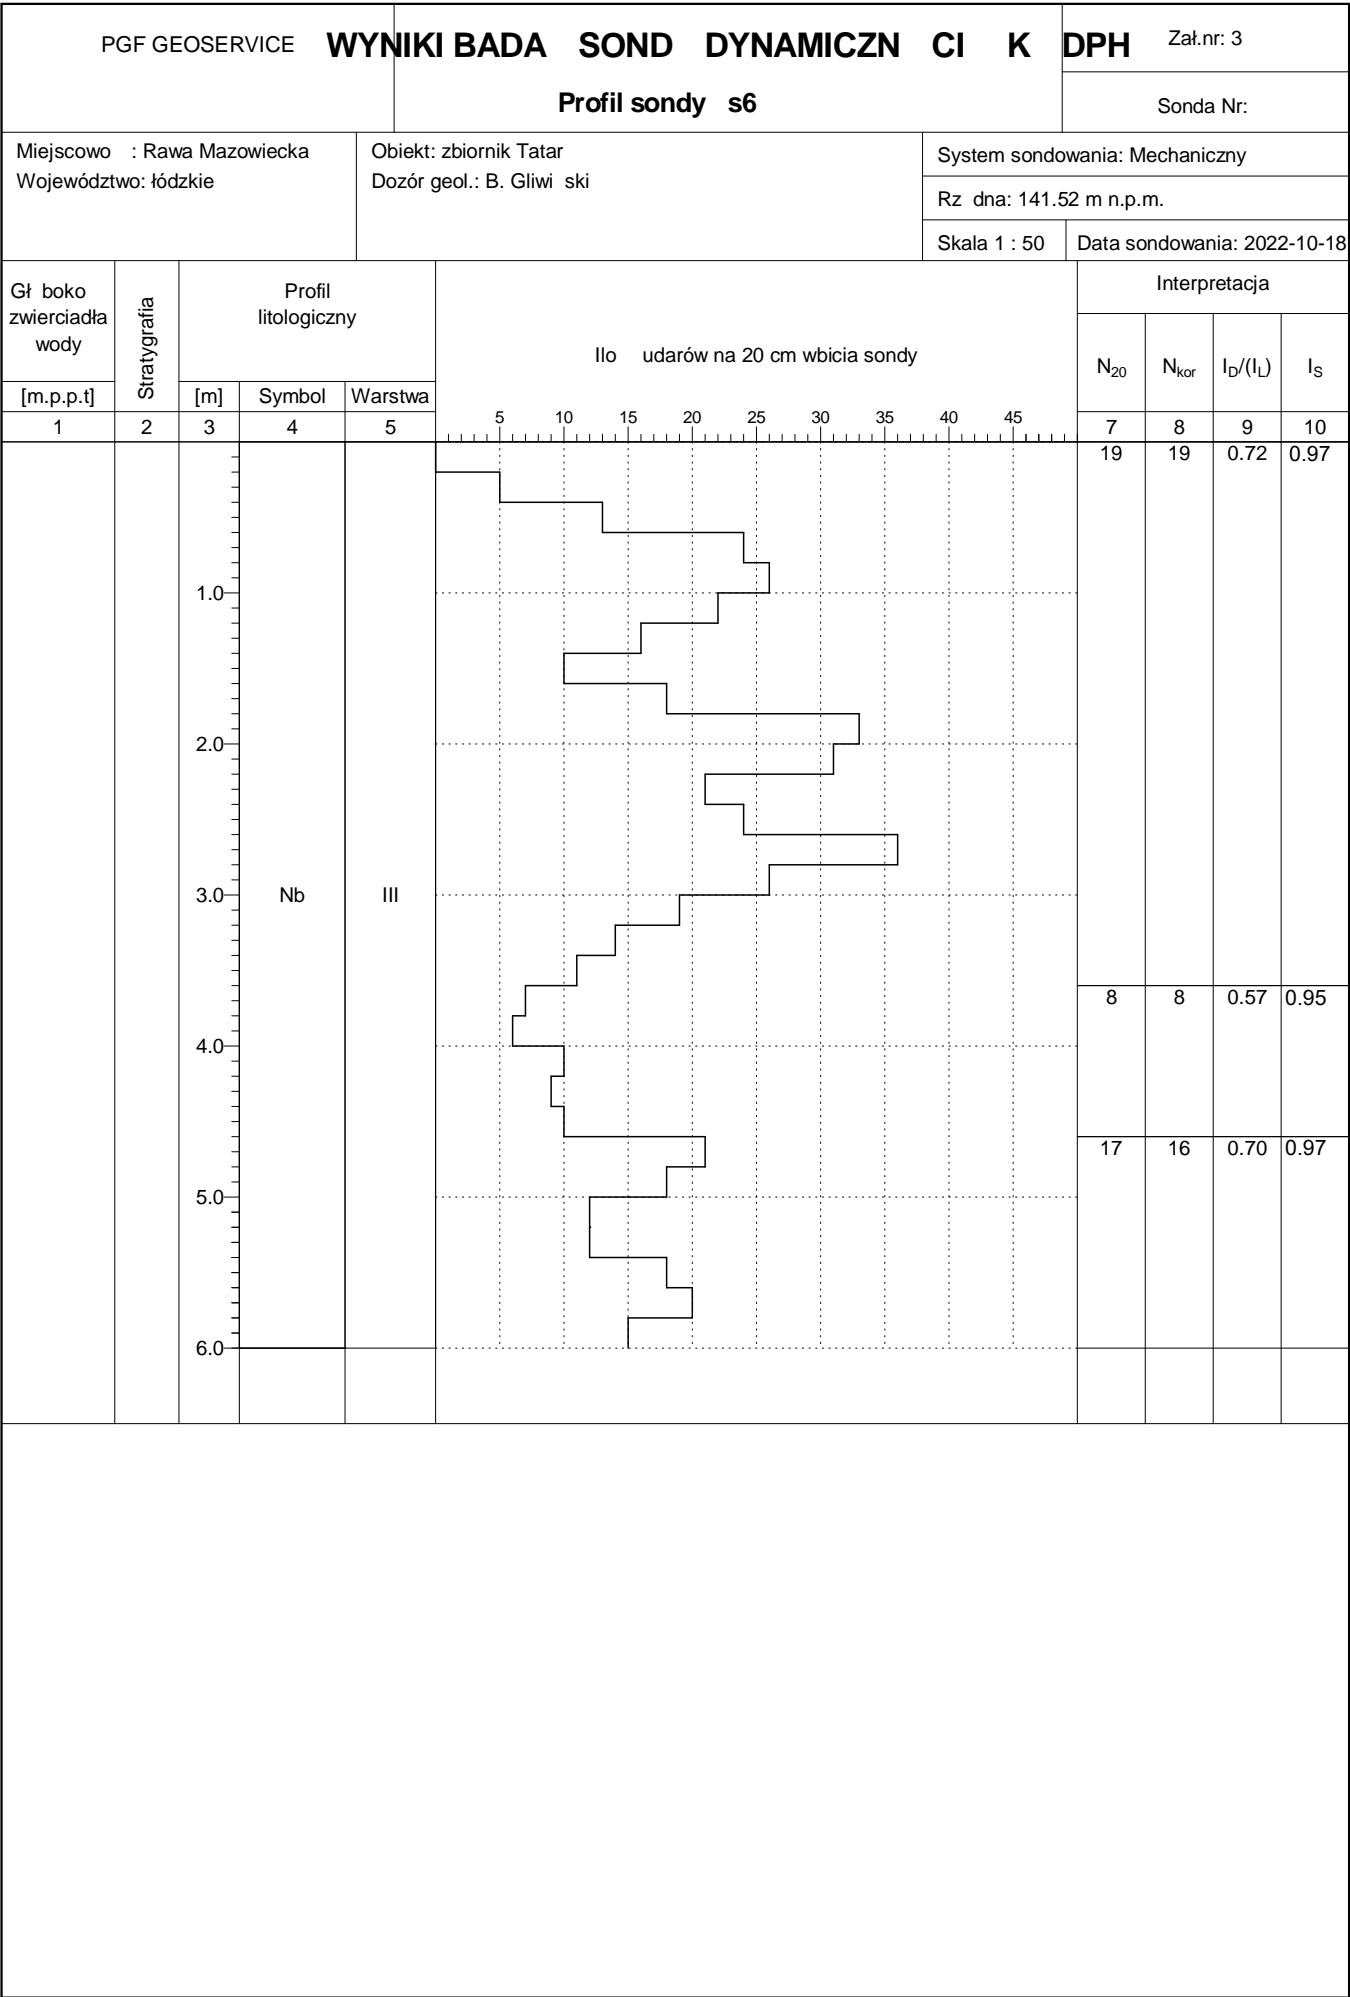 PGF GEOSERVICE
WYNIKI BADA SOND DYNAMICZN CI K DPH
Zał.nr: 3
Profil sondy s6
Sonda Nr:
Miejscowo : Rawa Mazowiecka
Województwo: łódzkie
Obiekt: zbiornik Tatar
Dozór geol.: B. Gliwi ski
System sondowania: Mechaniczny
Rz dna: 141.52 m n.p.m.
Skala 1 : 50
Data sondowania: 2022-10-18
Gł boko
zwierciadła
wody
[m.p.p.t]
Stratygrafia
Profil
litologiczny
[m] Symbol Warstwa
Ilo udarów na 20 cm wbicia sondy
Interpretacja
N20 Nkor ID/(IL) IS
5 10 15 20 25 30 35 40 45
1 2 3 4 5 7 8 9 10
19 19 0.72 0.97
1.0
2.0
3.0 Nb III
8 8 0.57 0.95
4.0
17 16 0.70 0.97
5.0
6.0